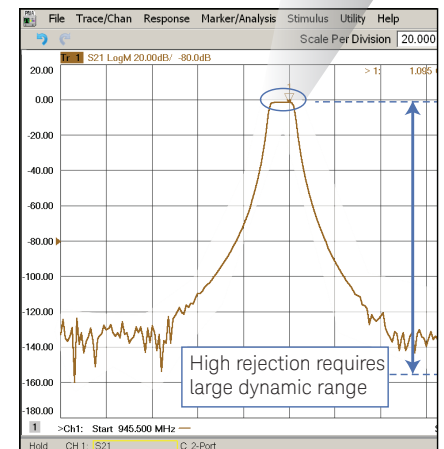 File Trace/Chan Response Marker/Analysis Stimulus Utility Help
Scale Per Division 20.000
Tr 1 S21 LogM 20.00dB/ -80.0dB
20.00 > 1: 1.095
0.00
-20.00
-40.00
-60.00
-80.00
-100.00
-120.00
-140.00
-160.00
-180.00
High rejection requires
large dynamic range
1 >Ch1: Start 945.500 MHz
Hold CH 1: S21 C 2-Port